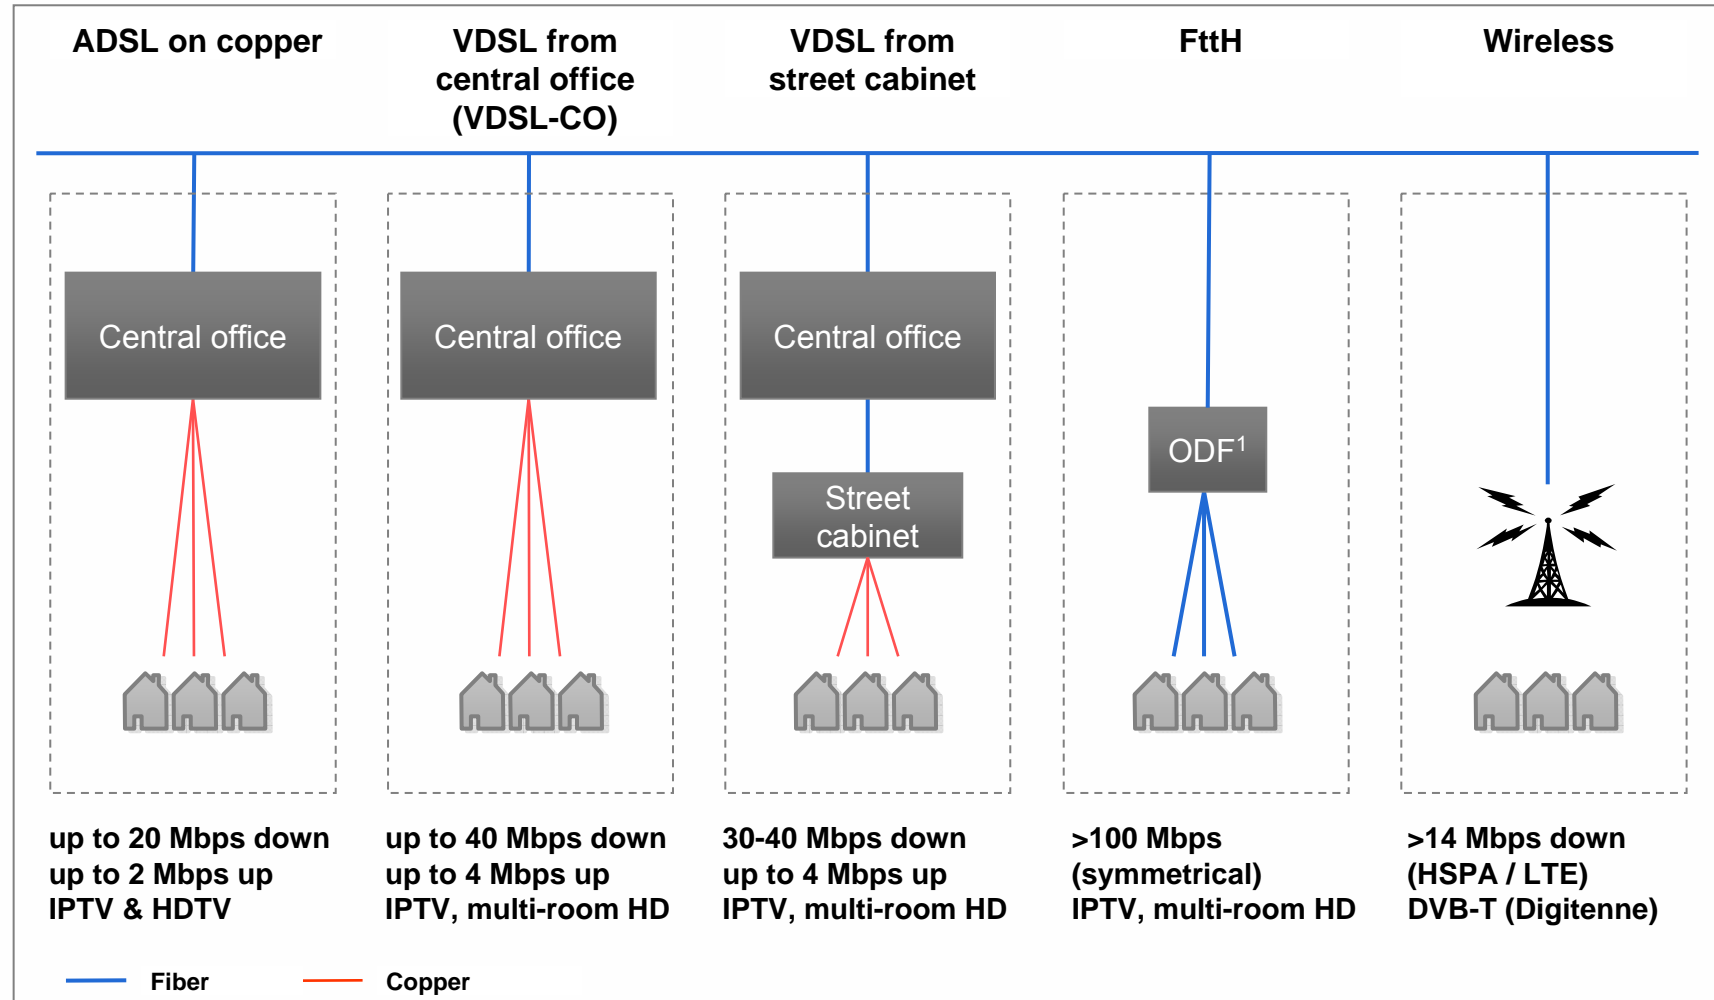 ADSL on copper
VDSL from
central office
(VDSL-CO)
VDSL from
street cabinet
FttH
Wireless
Central office
Central office
Central office
Street
cabinet
ODF1
up to 20 Mbps down
up to 2 Mbps up
IPTV & HDTV
up to 40 Mbps down
up to 4 Mbps up
IPTV, multi-room HD
30-40 Mbps down
up to 4 Mbps up
IPTV, multi-room HD
>100 Mbps
(symmetrical)
IPTV, multi-room HD
>14 Mbps down
(HSPA / LTE)
DVB-T (Digitenne)
Fiber
Copper